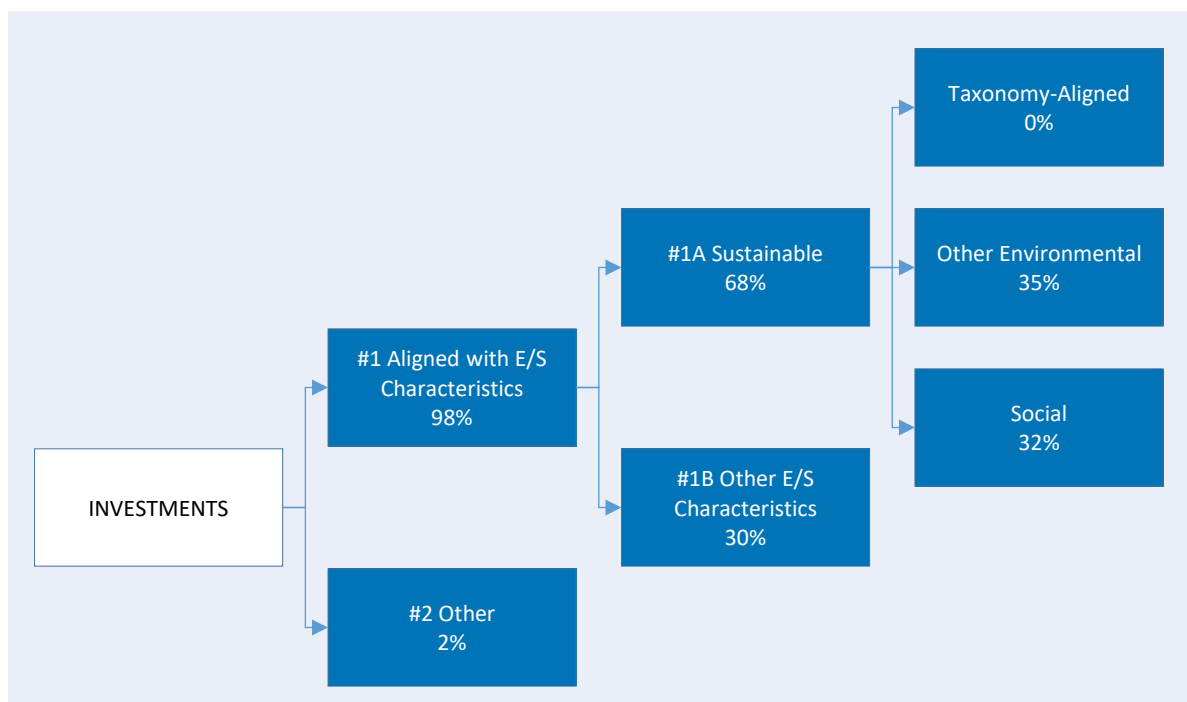 Taxonomy-Aligned
0%
#1A Sustainable
68%
Other Environmental
35%
#1 Aligned with E/S
Characteristics
98%
Social
32%
INVESTMENTS
#1B Other E/S
Characteristics
30%
#2 Other
2%